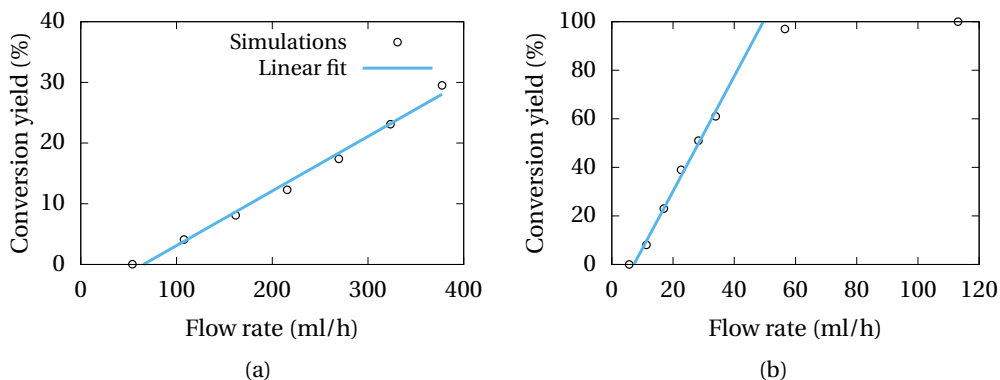 Conversion yield (%)
40
30
20
10
0
Simulations
Linear fit
0 100 200 300 400
Flow rate (ml/h)
(a)
Conversion yield (%)
100
80
60
40
20
0
0 20 40 60 80 100 120
Flow rate (ml/h)
(b)